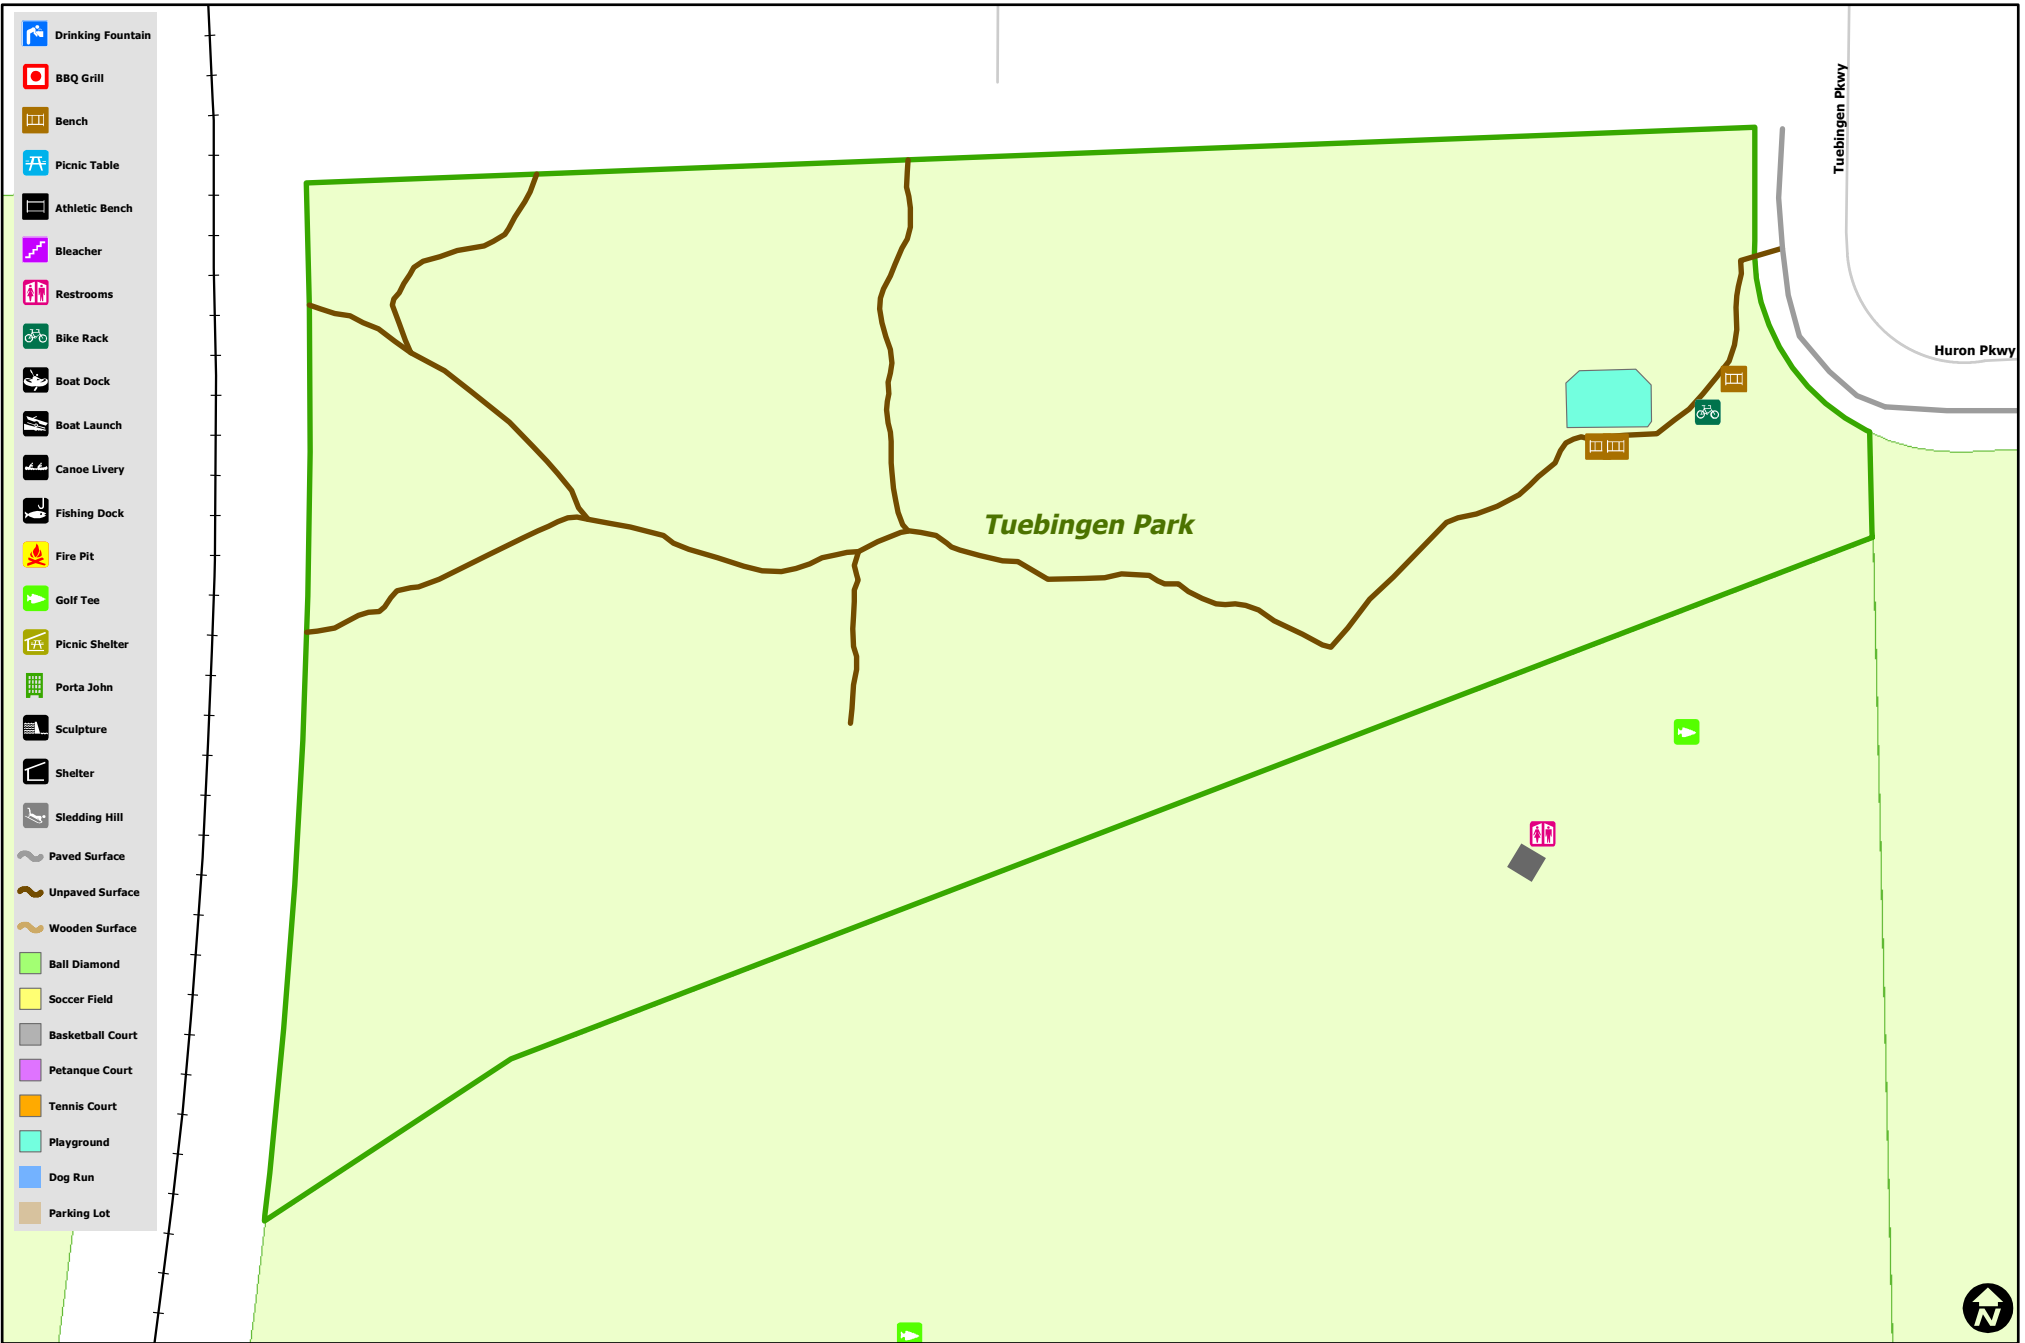 Drinking Fountain
BBQ Grill
Bench
Picnic Table
Athletic Bench
Bleacher
Restrooms
Bike Rack
Boat Dock
Boat Launch
Canoe Livery
Fishing Dock
Fire Pit
Golf Tee
Picnic Shelter
Porta John
Sculpture
Shelter
Sledding Hill
Paved Surface
Unpaved Surface
Wooden Surface
Ball Diamond
Soccer Field
Basketball Court
Petanque Court
Tennis Court
Playground
Dog Run
Parking Lot
Tuebingen Pkwy
Huron Pkwy
Tuebingen Park
N